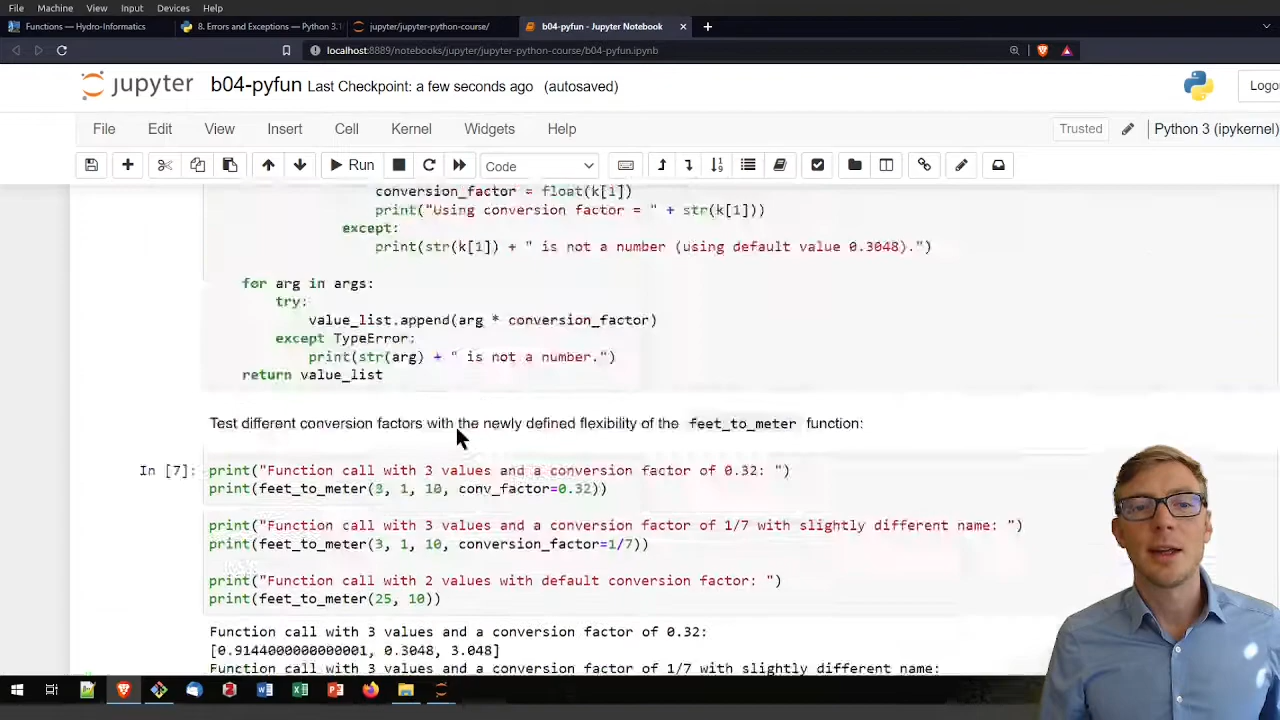 File Machine View Input Devices Help
Functions — Hydro-Informatics
8. Errors and Exceptions — Python 3.1
jupyter/jupyter-python-course/
b04-pyfun - Jupyter Notebook
localhost:8889/notebooks/jupyter/jupyter-python-course/b04-pyfun.ipynb
jupyter b04-pyfun Last Checkpoint: a few seconds ago (autosaved)
File Edit View Insert Cell Kernel Widgets Help
Trusted Python 3 (ipykernel)
Run Code
conversion_factor = float(k[1])
print("Using conversion factor = " + str(k[1]))
except:
print(str(k[1]) + " is not a number (using default value 0.3048).")
for arg in args:
try:
value_list.append(arg * conversion_factor)
except TypeError:
print(str(arg) + " is not a number.")
return value_list
Test different conversion factors with the newly defined flexibility of the feet_to_meter function:
In [7]: print("Function call with 3 values and a conversion factor of 0.32: ")
print(feet_to_meter(3, 1, 10, conv_factor=0.32))
print("Function call with 3 values and a conversion factor of 1/7 with slightly different name: ")
print(feet_to_meter(3, 1, 10, conversion_factor=1/7))
print("Function call with 2 values with default conversion factor: ")
print(feet_to_meter(25, 10))
Function call with 3 values and a conversion factor of 0.32:
[0.9144000000000001, 0.3048, 3.048]
Function call with 3 values and a conversion factor of 1/7 with slightly different name: